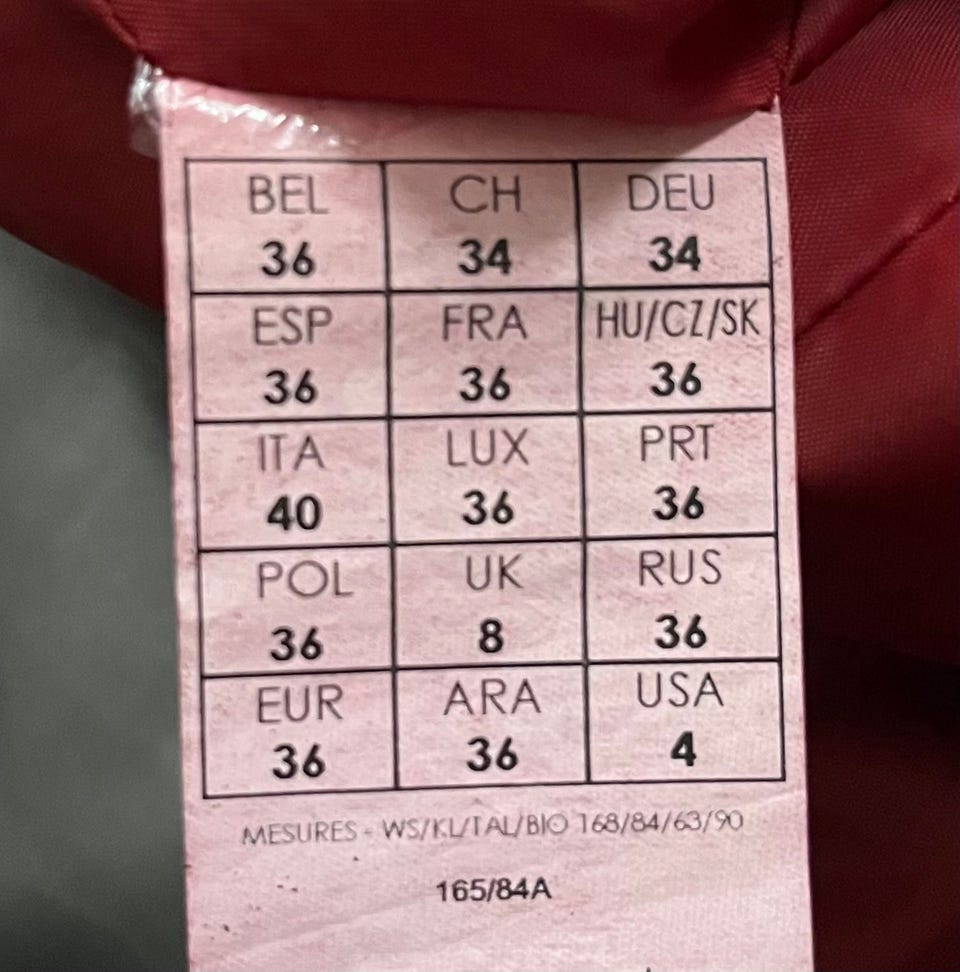 BEL CH DEU
36 34 34
ESP FRA HU/CZ/SK
36 36 36
ITA LUX PRT
40 36 36
POL UK RUS
36 8 36
EUR ARA USA
36 36 4
MESURES - WS/KL/TAL/BIO 168/84/63/90
165/84A